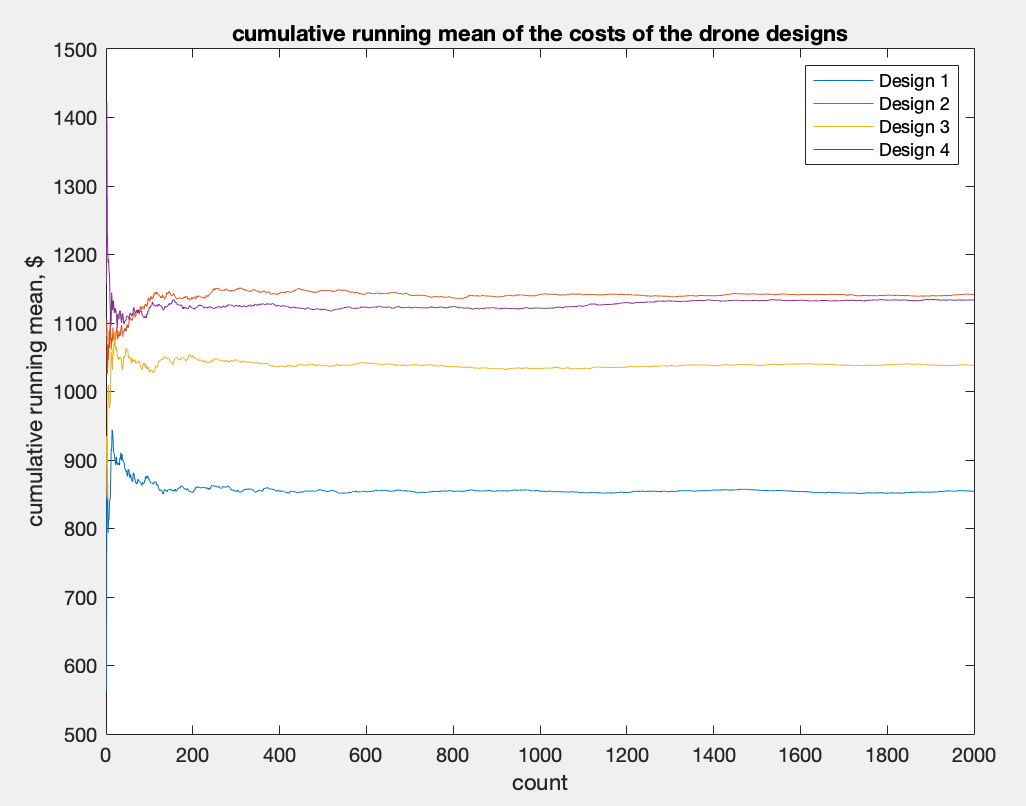 cumulative running mean of the costs of the drone designs
1500
1400
1300
1200
1100
1000
900
800
700
600
500
cumulative running mean, $
Design 1
Design 2
Design 3
Design 4
0 200 400 600 800 1000 1200 1400 1600 1800 2000
count